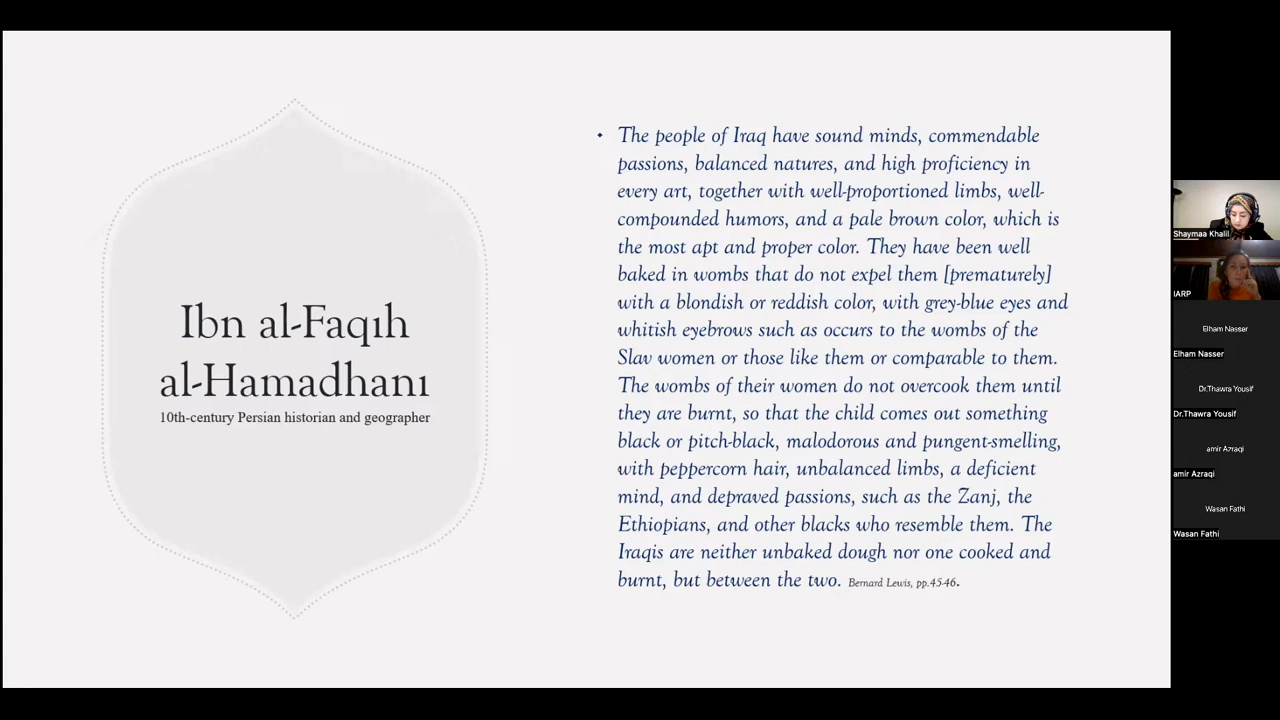 Ibn al-Faqıh
al-Hamadhanı
10th-century Persian historian and geographer
The people of Iraq have sound minds, commendable
passions, balanced natures, and high proficiency in
every art, together with well-proportioned limbs, well-
compounded humors, and a pale brown color, which is
the most apt and proper color. They have been well
baked in wombs that do not expel them [prematurely]
with a blondish or reddish color, with grey-blue eyes and
whitish eyebrows such as occurs to the wombs of the
Slav women or those like them or comparable to them.
The wombs of their women do not overcook them until
they are burnt, so that the child comes out something
black or pitch-black, malodorous and pungent-smelling,
with peppercorn hair, unbalanced limbs, a deficient
mind, and depraved passions, such as the Zanj, the
Ethiopians, and other blacks who resemble them. The
Iraqis are neither unbaked dough nor one cooked and
burnt, but between the two. Bernard Lewis, pp.4546.
Shaymaa Khalil
IARP
Elham Nasser
Elham Nasser
Dr.Thawra Yousif
Dr.Thawra Yousif
amir Azraqi
amir Azraqi
Wasan Fathi
Wasan Fathi